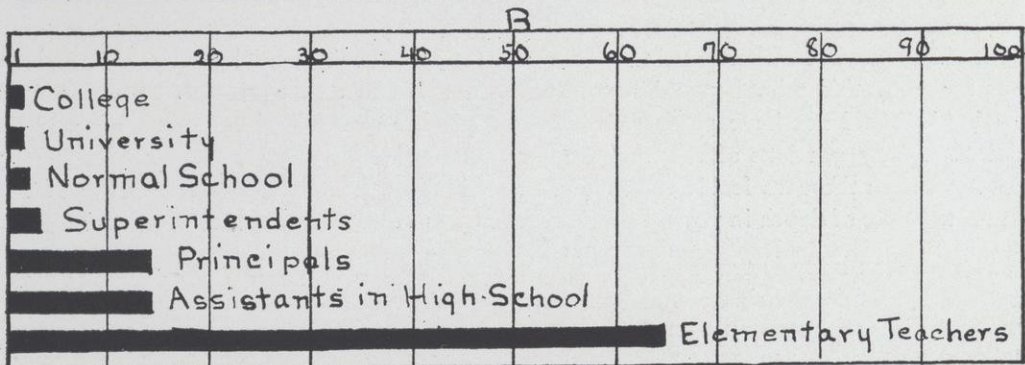 B
1 10 20 30 40 50 60 70 80 90 100
College
University
Normal School
Superintendents
Principals
Assistants in High-School
Elementary Teachers